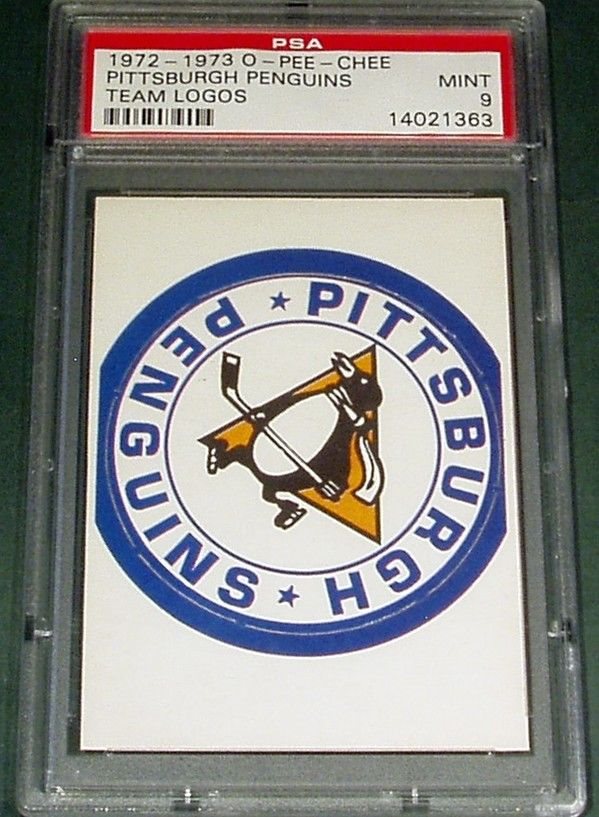 PSA
1972-1973 O-PEE-CHEE
PITTSBURGH PENGUINS MINT
TEAM LOGOS 9
14021363
PITTSBURGH
PENGUINS